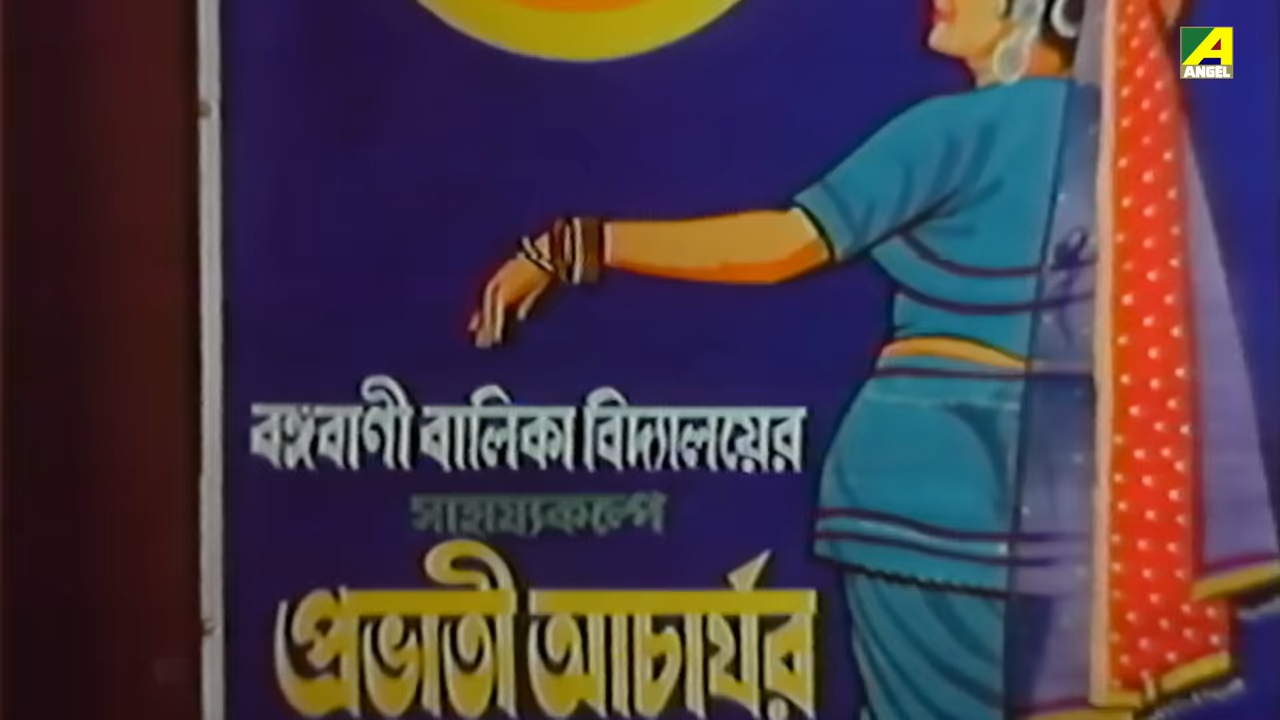 ANGEL
বঙ্গবাণী বালিকা বিদ্যালয়ের
সাহায্যকল্পে
প্রভাতী আচার্যর